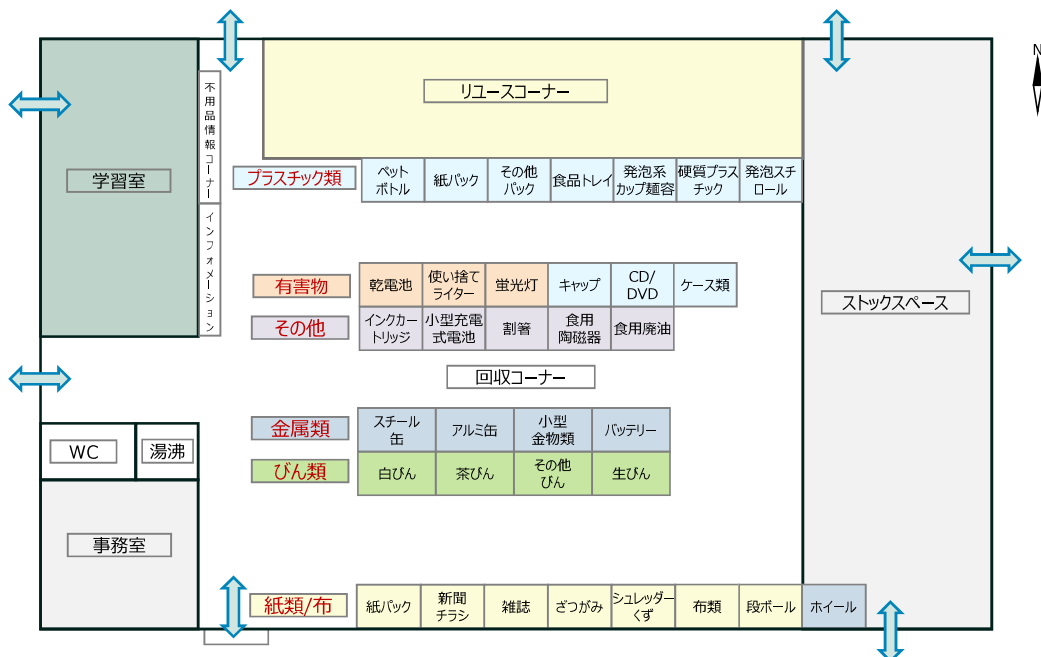 N
リユースコーナー
学習室
不用品情報コーナー
インフォメーション
プラスチック類
ペット
ボトル
紙パック
その他
パック
食品トレイ
発泡系
カップ麺容
硬質プラス
チック
発泡スチ
ロール
有害物
乾電池
使い捨て
ライター
蛍光灯
キャップ
CD/
DVD
ケース類
ストックスペース
その他
インクカー
トリッジ
小型充電
式電池
割箸
食用
陶磁器
食用廃油
回収コーナー
金属類
スチール
缶
アルミ缶
小型
金物類
バッテリー
WC
湯沸
びん類
白びん
茶びん
その他
びん
生びん
事務室
紙類/布
紙パック
新聞
チラシ
雑誌
ざつがみ
シュレッダー
くず
布類
段ボール
ホイール